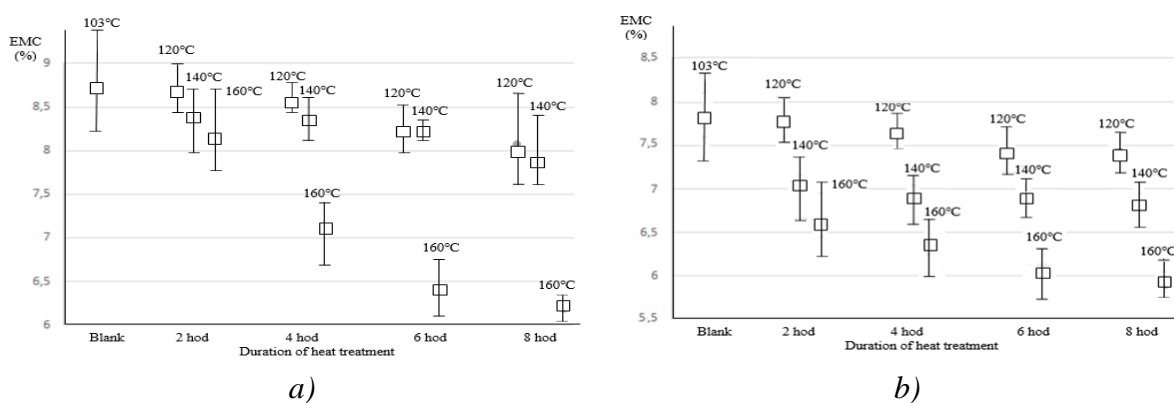 EMC
(%)
9
8,5
8
7,5
7
6,5
6
103°C
120°C
140°C
160°C
120°C
140°C
160°C
120°C
140°C
160°C
120°C
140°C
160°C
Blank 2 hod 4 hod 6 hod 8 hod
Duration of heat treatment
a)
EMC
(%)
8,5
8
7,5
7
6,5
6
5,5
103°C
120°C
140°C
160°C
120°C
140°C
160°C
120°C
140°C
160°C
120°C
140°C
160°C
Blank 2 hod 4 hod 6 hod 8 hod
Duration of heat treatment
b)